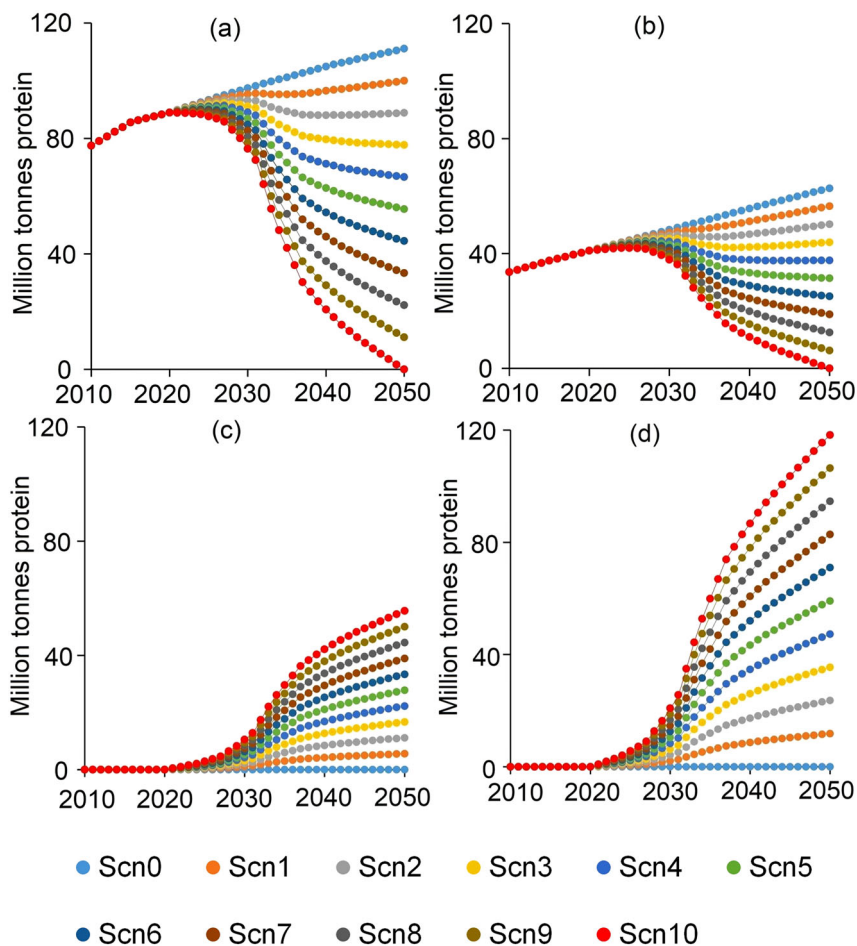 (a)
120
80
40
0
Million tonnes protein
2010 2020 2030 2040 2050
(b)
120
80
40
0
Million tonnes protein
2010 2020 2030 2040 2050
(c)
120
80
40
0
Million tonnes protein
2010 2020 2030 2040 2050
(d)
120
80
40
0
Million tonnes protein
2010 2020 2030 2040 2050
Scn0 Scn1 Scn2 Scn3 Scn4 Scn5
Scn6 Scn7 Scn8 Scn9 Scn10